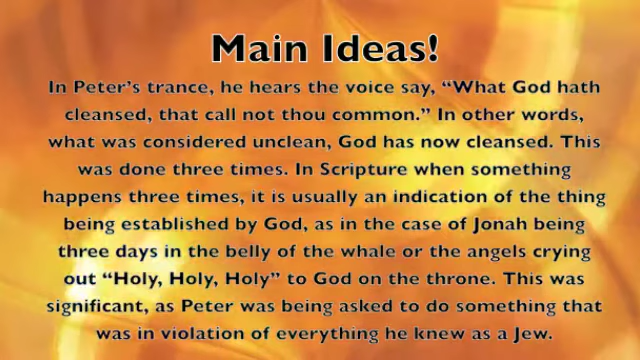 Main Ideas!
In Peter's trance, he hears the voice say, "What God hath
cleansed, that call not thou common." In other words,
what was considered unclean, God has now cleansed. This
was done three times. In Scripture when something
happens three times, it is usually an indication of the thing
being established by God, as in the case of Jonah being
three days in the belly of the whale or the angels crying
out "Holy, Holy, Holy" to God on the throne. This was
significant, as Peter was being asked to do something that
was in violation of everything he knew as a Jew.